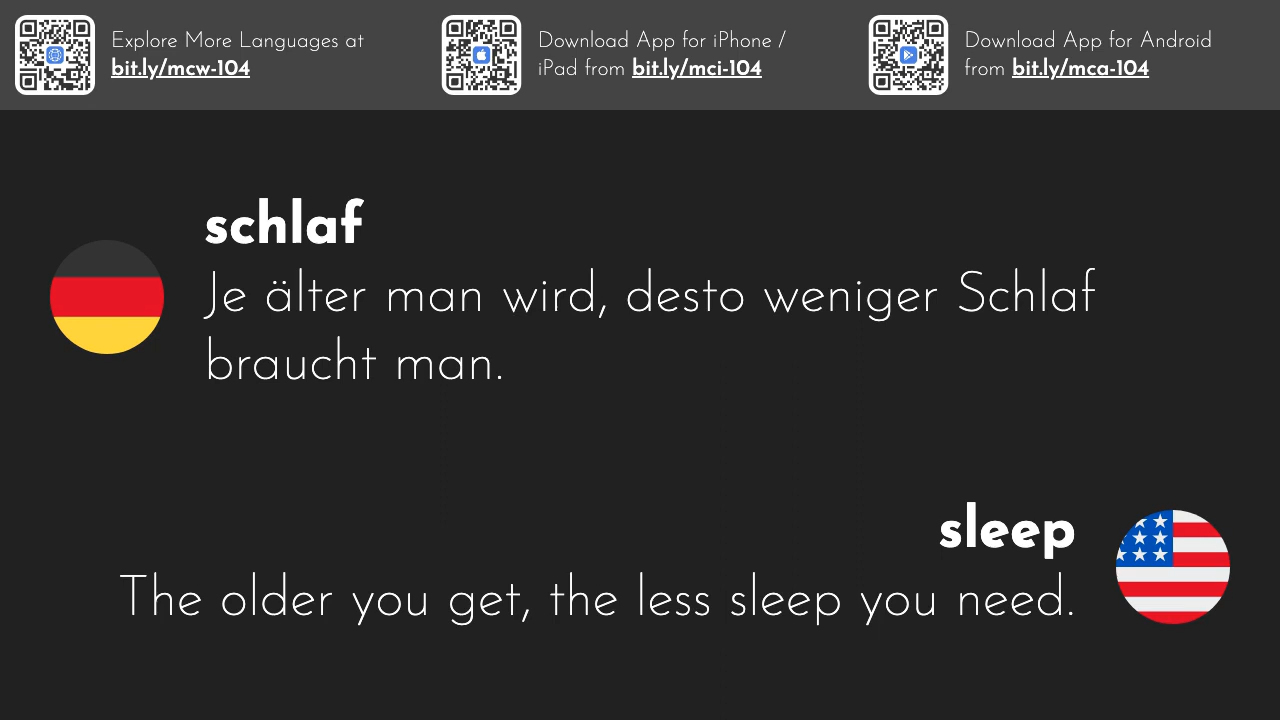 Explore More Languages at
bit.ly/mcw-104
Download App for iPhone /
iPad from bit.ly/mci-104
Download App for Android
from bit.ly/mca-104
schlaf
Je älter man wird, desto weniger Schlaf
braucht man.
sleep
The older you get, the less sleep you need.